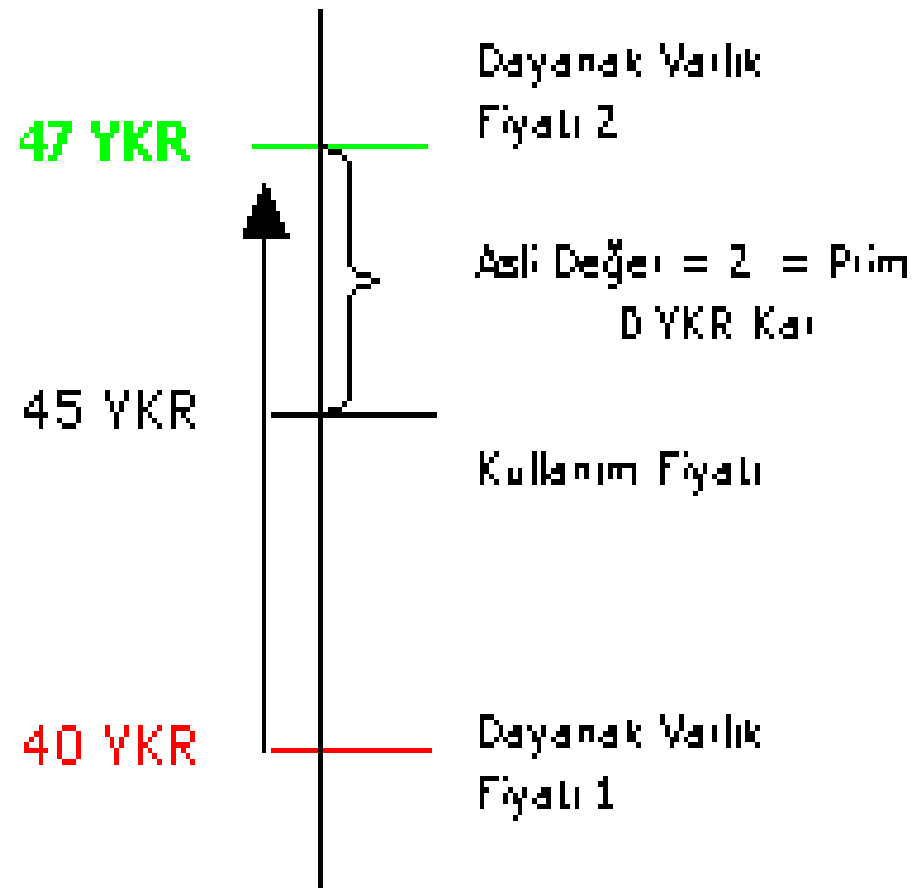 Dayanak Varlık
Fiyatı 2
47 YKR
Asli Değer = 2 = Prim
0 YKR Kar
45 YKR
Kullanım Fiyatı
40 YKR
Dayanak Varlık
Fiyatı 1